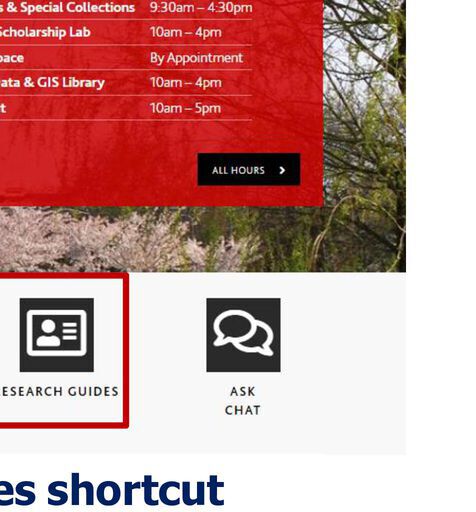 s & Special Collections 9:30am – 4:30pm
Scholarship Lab 10am – 4pm
pace By Appointment
ata & GIS Library 10am – 4pm
t 10am – 5pm
ALL HOURS
ESEARCH GUIDES
ASK
CHAT
es shortcut